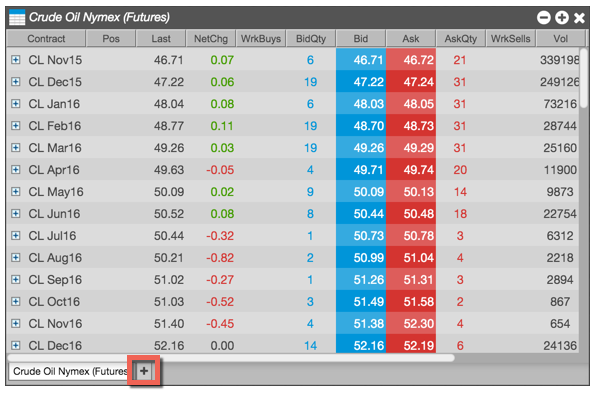 Crude Oil Nymex (Futures)
Contract Pos Last NetChg WrkBuys BidQty Bid Ask AskQty WrkSells Vol
CL Nov15 46.71 0.07 6 46.71 46.72 21 339198
CL Dec15 47.22 0.06 19 47.22 47.24 31 249126
CL Jan16 48.04 0.08 6 48.03 48.05 31 73216
CL Feb16 48.77 0.11 19 48.70 48.73 31 28744
CL Mar16 49.26 0.03 19 49.26 49.29 31 25160
CL Apr16 49.63 -0.05 4 49.71 49.74 20 11900
CL May16 50.09 0.02 9 50.09 50.13 14 9873
CL Jun16 50.52 0.08 8 50.44 50.48 18 22754
CL Jul16 50.44 -0.32 1 50.73 50.78 3 6312
CL Aug16 50.21 -0.82 2 50.99 51.04 4 2218
CL Sep16 51.02 -0.27 1 51.26 51.31 3 2894
CL Oct16 51.03 -0.52 3 51.49 51.58 2 867
CL Nov16 51.40 -0.45 4 51.38 52.30 4 654
CL Dec16 52.16 0.00 14 52.16 52.19 6 24136
Crude Oil Nymex (Futures